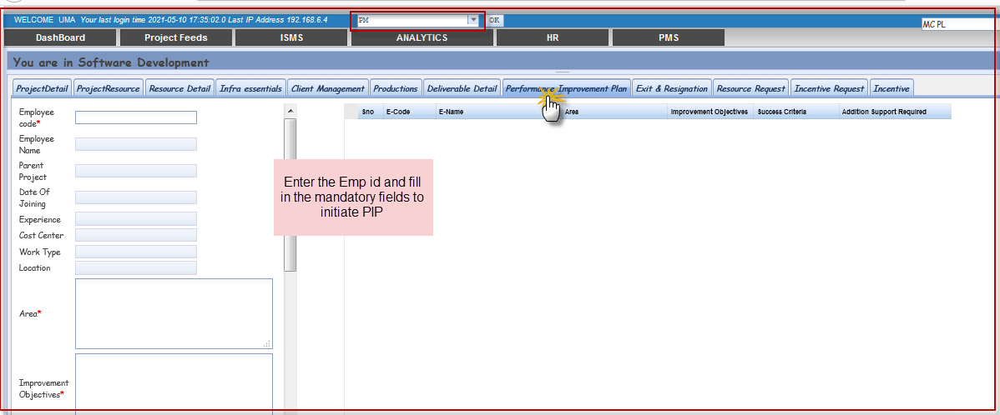 WELCOME UMA Your last login time 2021-05-10 17:35:02.0 Last IP Address 192.168.6.4
PM
OK
MC PL
DashBoard
Project Feeds
ISMS
ANALYTICS
HR
PMS
You are in Software Development
ProjectDetail
ProjectResource
Resource Detail
Infra essentials
Client Management
Productions
Deliverable Detail
Performance Improvement Plan
Exit & Resignation
Resource Request
Incentive Request
Incentive
Employee
code*
Employee
Name
Parent
Project
Date Of
Joining
Experience
Cost Center
Work Type
Location
Area*
Improvement
Objectives*
Sno
E-Code
E-Name
Area
Improvement Objectives
Success Criteria
Addition Support Required
Enter the Emp id and fill
in the mandatory fields to
initiate PIP